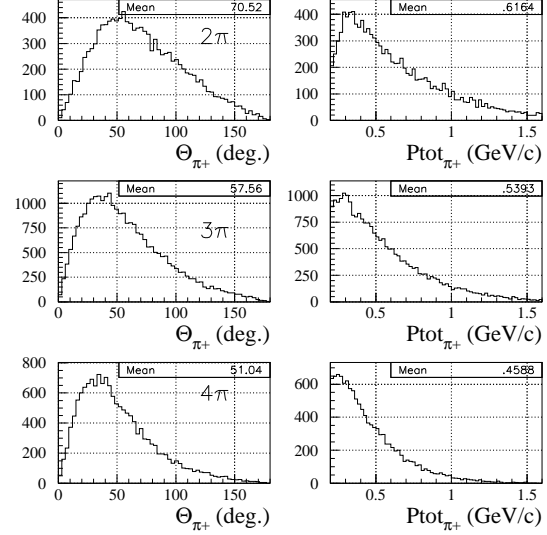 Mean 70.52
2π
400
300
200
100
0
0 50 100 150
Θπ+ (deg.)
Mean .6164
400
300
200
100
0
0.5 1 1.5
Ptotπ+ (GeV/c)
Mean 57.56
3π
1000
750
500
250
0
0 50 100 150
Θπ+ (deg.)
Mean .5393
1000
750
500
250
0
0.5 1 1.5
Ptotπ+ (GeV/c)
Mean 51.04
4π
800
600
400
200
0
0 50 100 150
Θπ+ (deg.)
Mean .4588
600
400
200
0
0.5 1 1.5
Ptotπ+ (GeV/c)